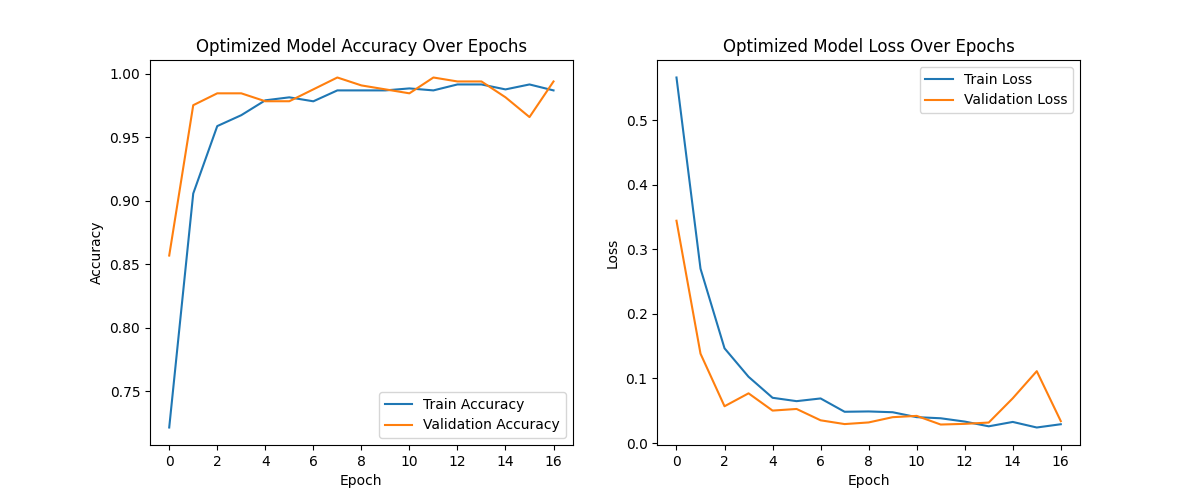 Optimized Model Accuracy Over Epochs
1.00
0.95
0.90
0.85
0.80
0.75
Accuracy
Train Accuracy
Validation Accuracy
0 2 4 6 8 10 12 14 16
Epoch
Optimized Model Loss Over Epochs
Train Loss
Validation Loss
0.5
0.4
0.3
0.2
0.1
0.0
Loss
0 2 4 6 8 10 12 14 16
Epoch